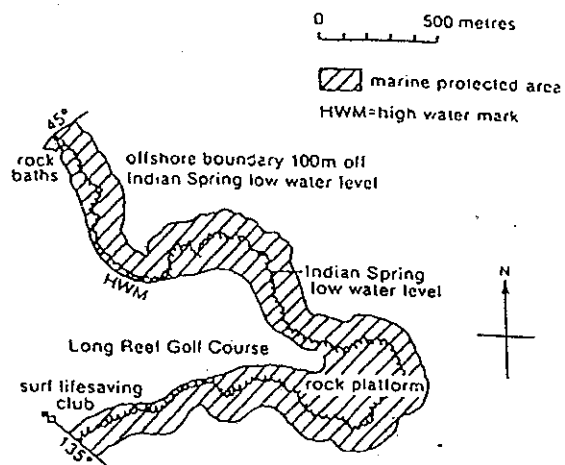 0 500 metres
marine protected area
HWM=high water mark
45°
rock
baths
offshore boundary 100m off
Indian Spring low water level
HWM
Indian Spring
low water level
N
Long Reef Golf Course
rock platform
surf lifesaving
club
135°